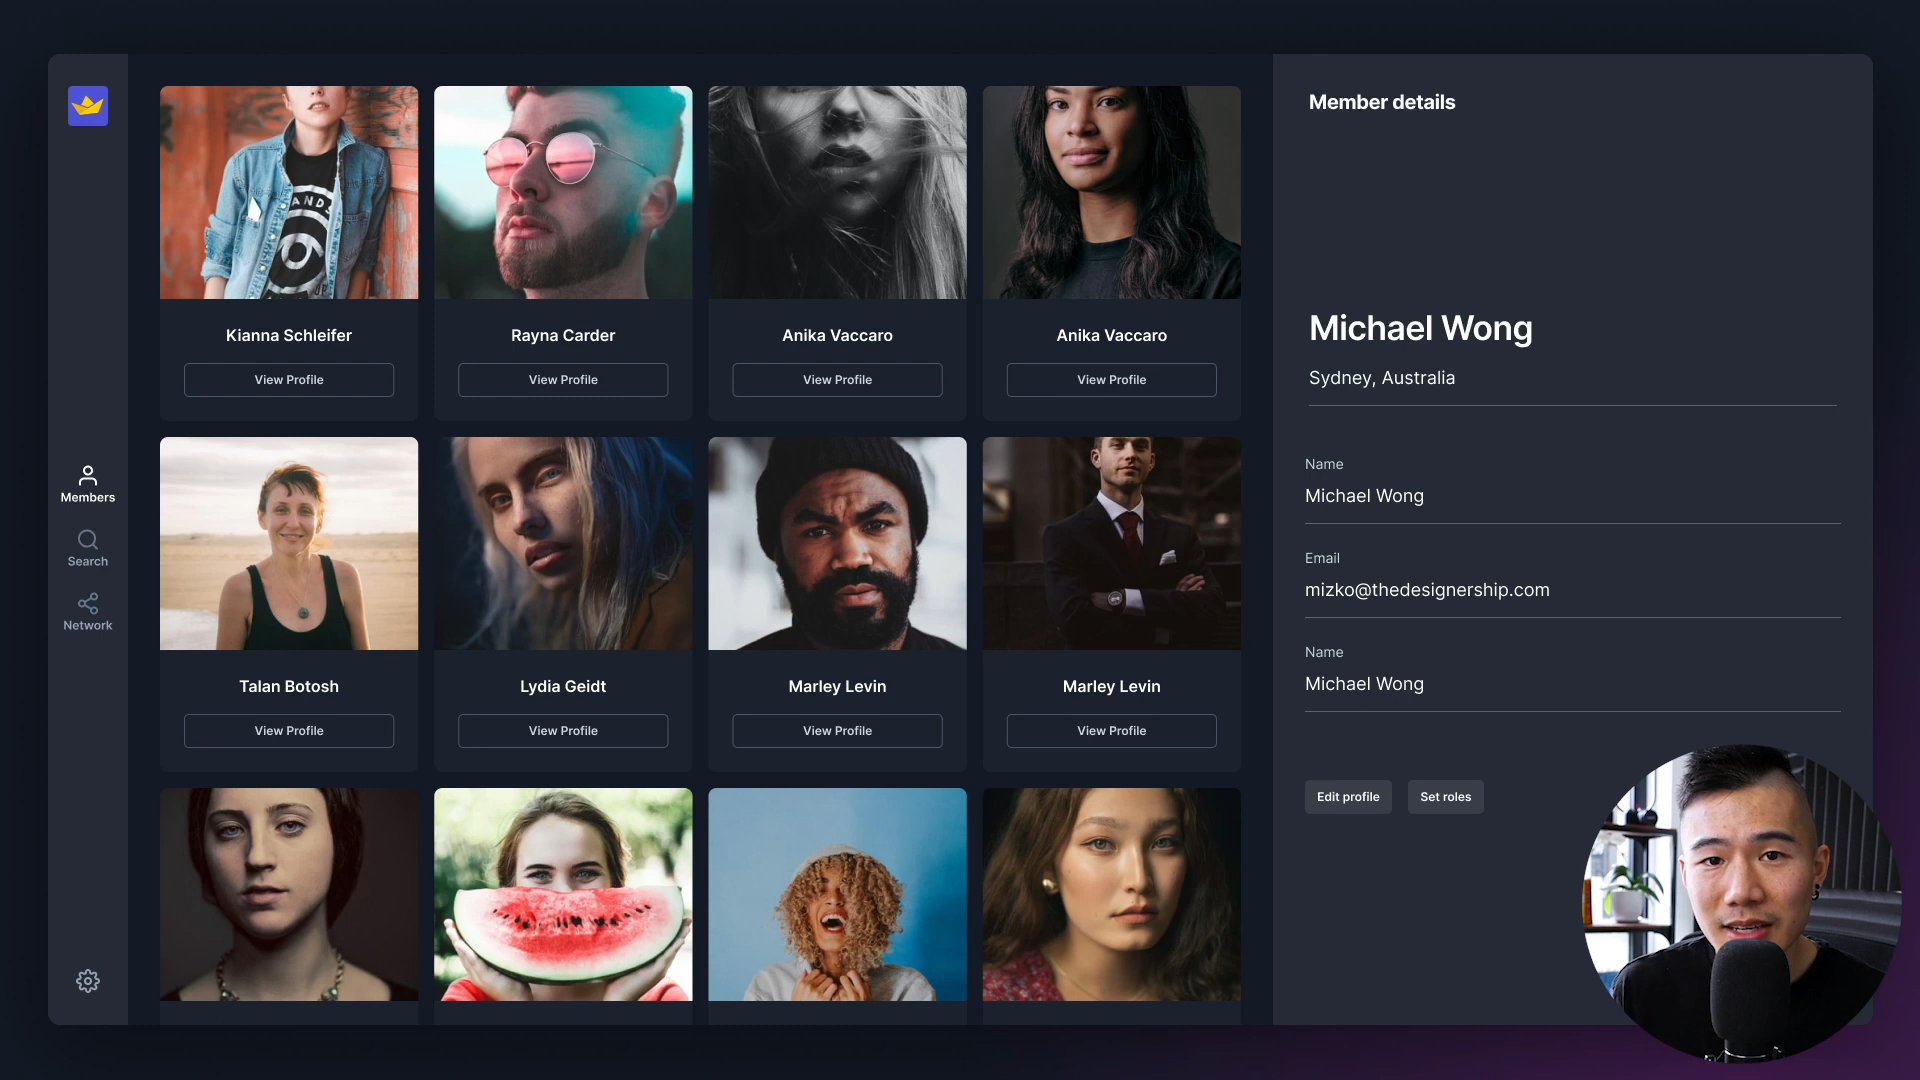 Member details
ANDS
Kianna Schleifer
Rayna Carder
Anika Vaccaro
Anika Vaccaro
View Profile
View Profile
View Profile
View Profile
Michael Wong
Sydney, Australia
Members
Search
Network
Name
Michael Wong
Email
mizko@thedesignership.com
Name
Michael Wong
Talan Botosh
Lydia Geidt
Marley Levin
Marley Levin
View Profile
View Profile
View Profile
View Profile
Edit profile
Set roles